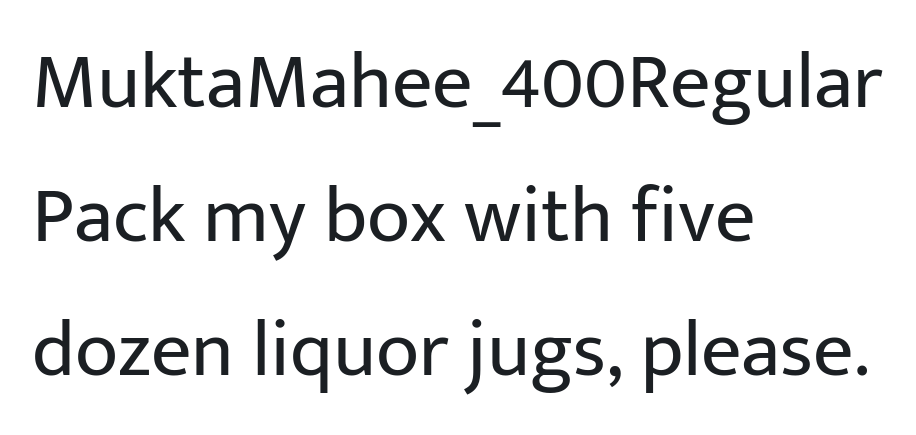 MuktaMahee_400Regular
Pack my box with five
dozen liquor jugs, please.